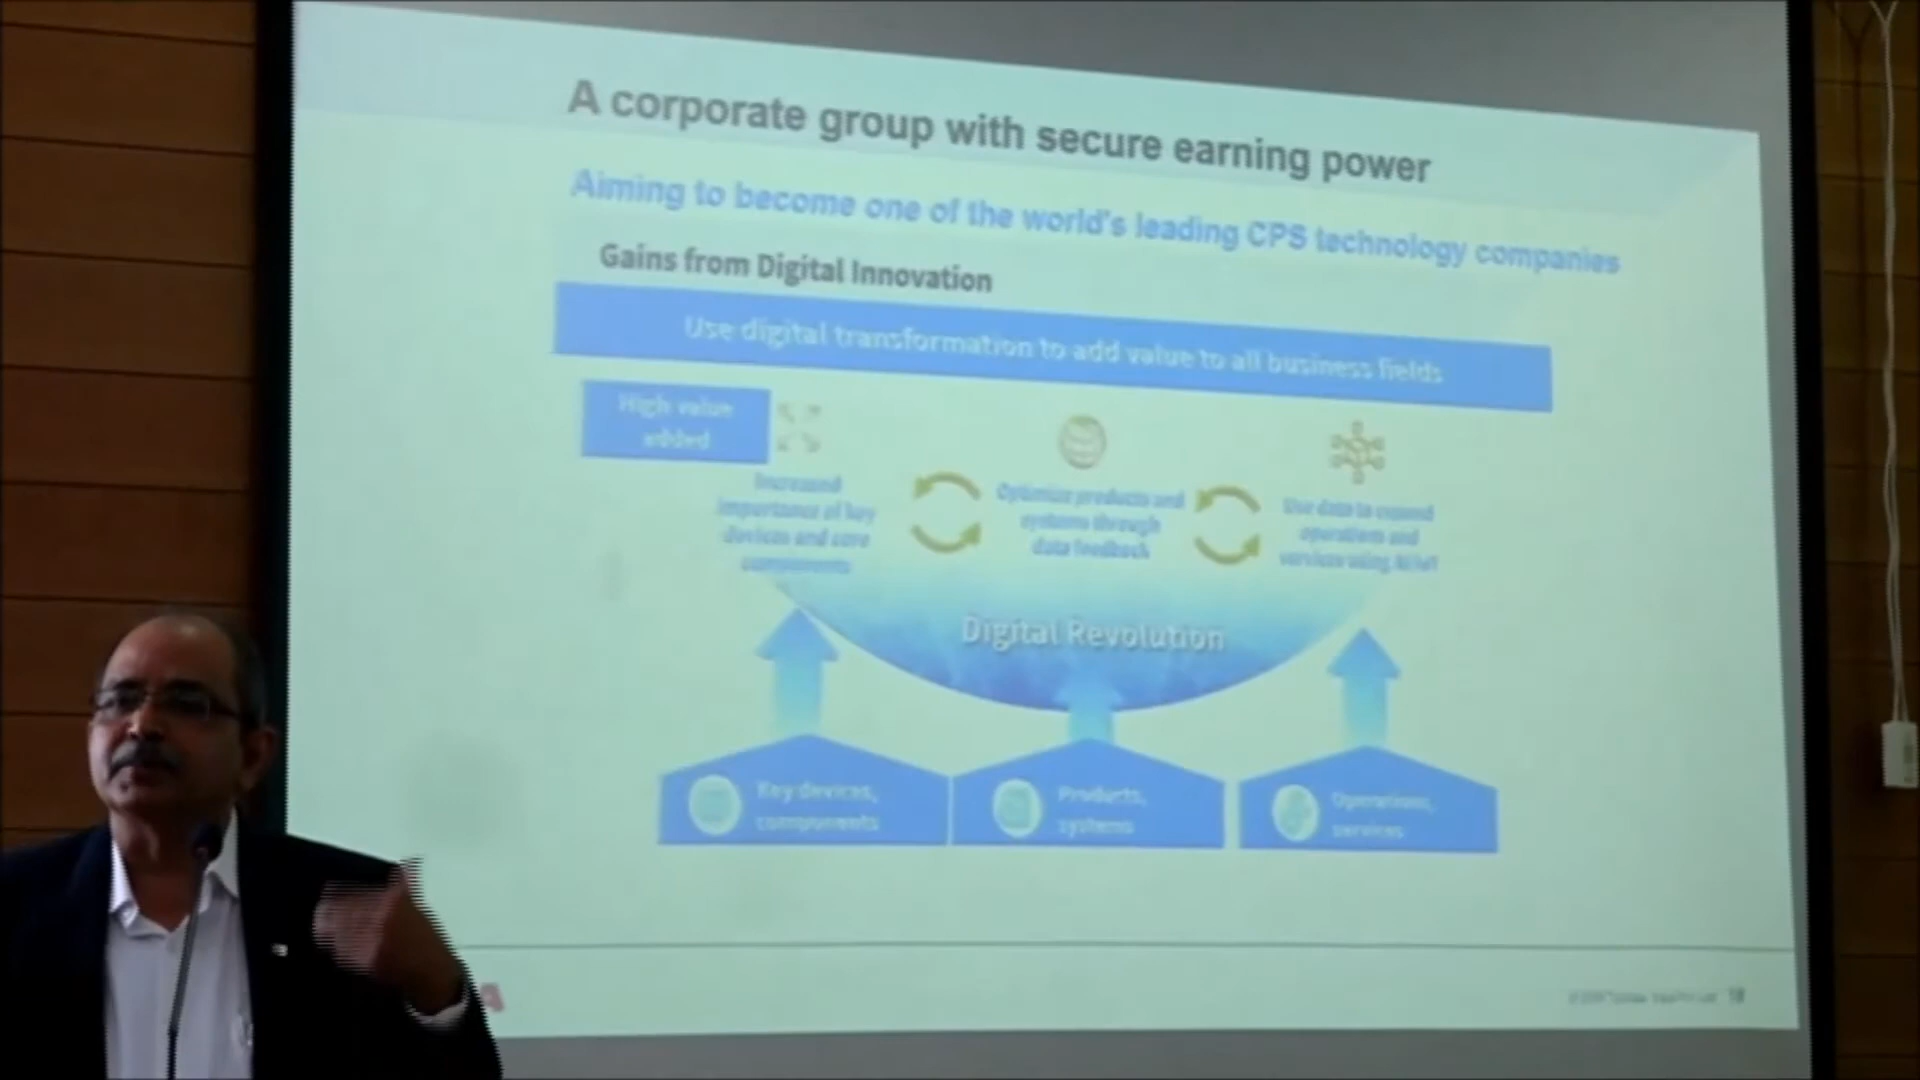 A corporate group with secure earning power
Aiming to become one of the world's leading CPS technology companies
Gains from Digital Innovation
Use digital transformation to add value to all business fields
High value
added
Increased
importance of key
devices and core
components
Optimize products and
systems through
data feedback
Use data to expand
operations and
services using
Digital Revolution
Key devices,
components
Products,
systems
Operations,
services
A
18